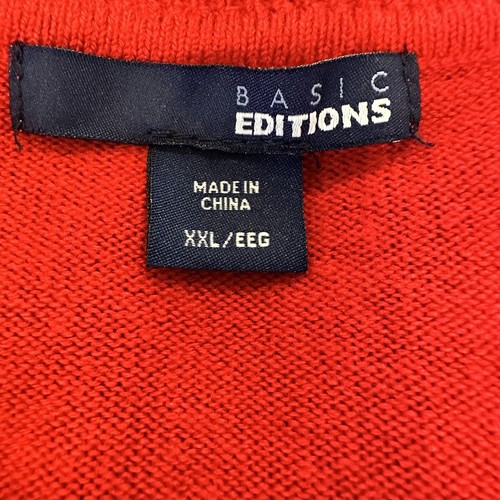 BASIC
EDITIONS
MADE IN
CHINA
XXL/EEG